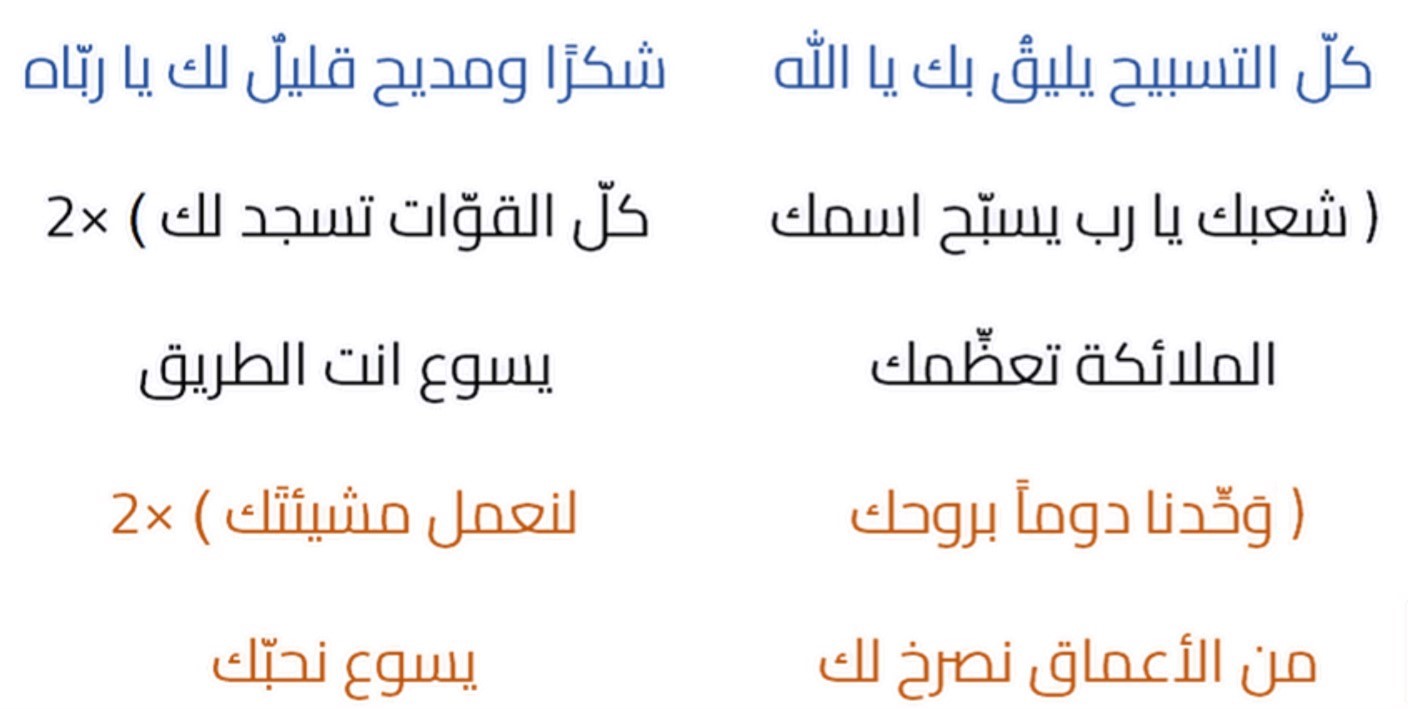 كلّ التسبيح يليقُ بك يا الله شكرًا ومديح قليلٌ لك يا ربّاه
( شعبك يا رب يسبّح اسمك كلّ القوّات تسجد لك ) ×2
الملائكة تعظّمك يسوع انت الطريق
( وَحِّدنا دوماً بروحك لنعمل مشيئتَك ) ×2
من الأعماق نصرخ لك يسوع نحبّك